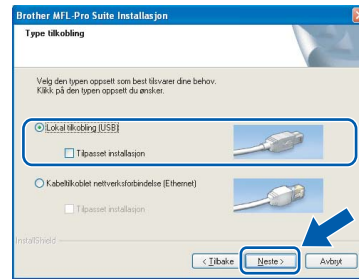 Brother MFL-Pro Suite Installasjon
Type tilkobling
Velg den typen oppsett som best tilsvarer dine behov.
Klikk på den typen oppsett du ønsker.
Lokal tilkobling (USB)
Tilpasset installasjon
Kabeltilkoblet nettverksforbindelse (Ethernet)
Tilpasset installasjon
InstallShield
< Tilbake Neste > Avbryt